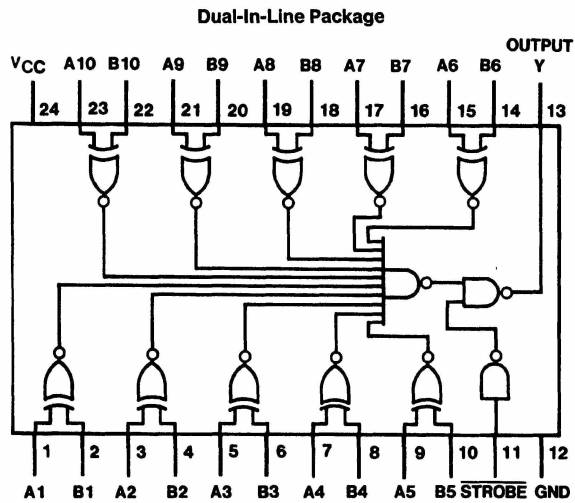 Dual-In-Line Package
OUTPUT
VCC A10 B10 A9 B9 A8 B8 A7 B7 A6 B6 Y
24 23 22 21 20 19 18 17 16 15 14 13
1 2 3 4 5 6 7 8 9 10 11 12
A1 B1 A2 B2 A3 B3 A4 B4 A5 B5 STROBE GND